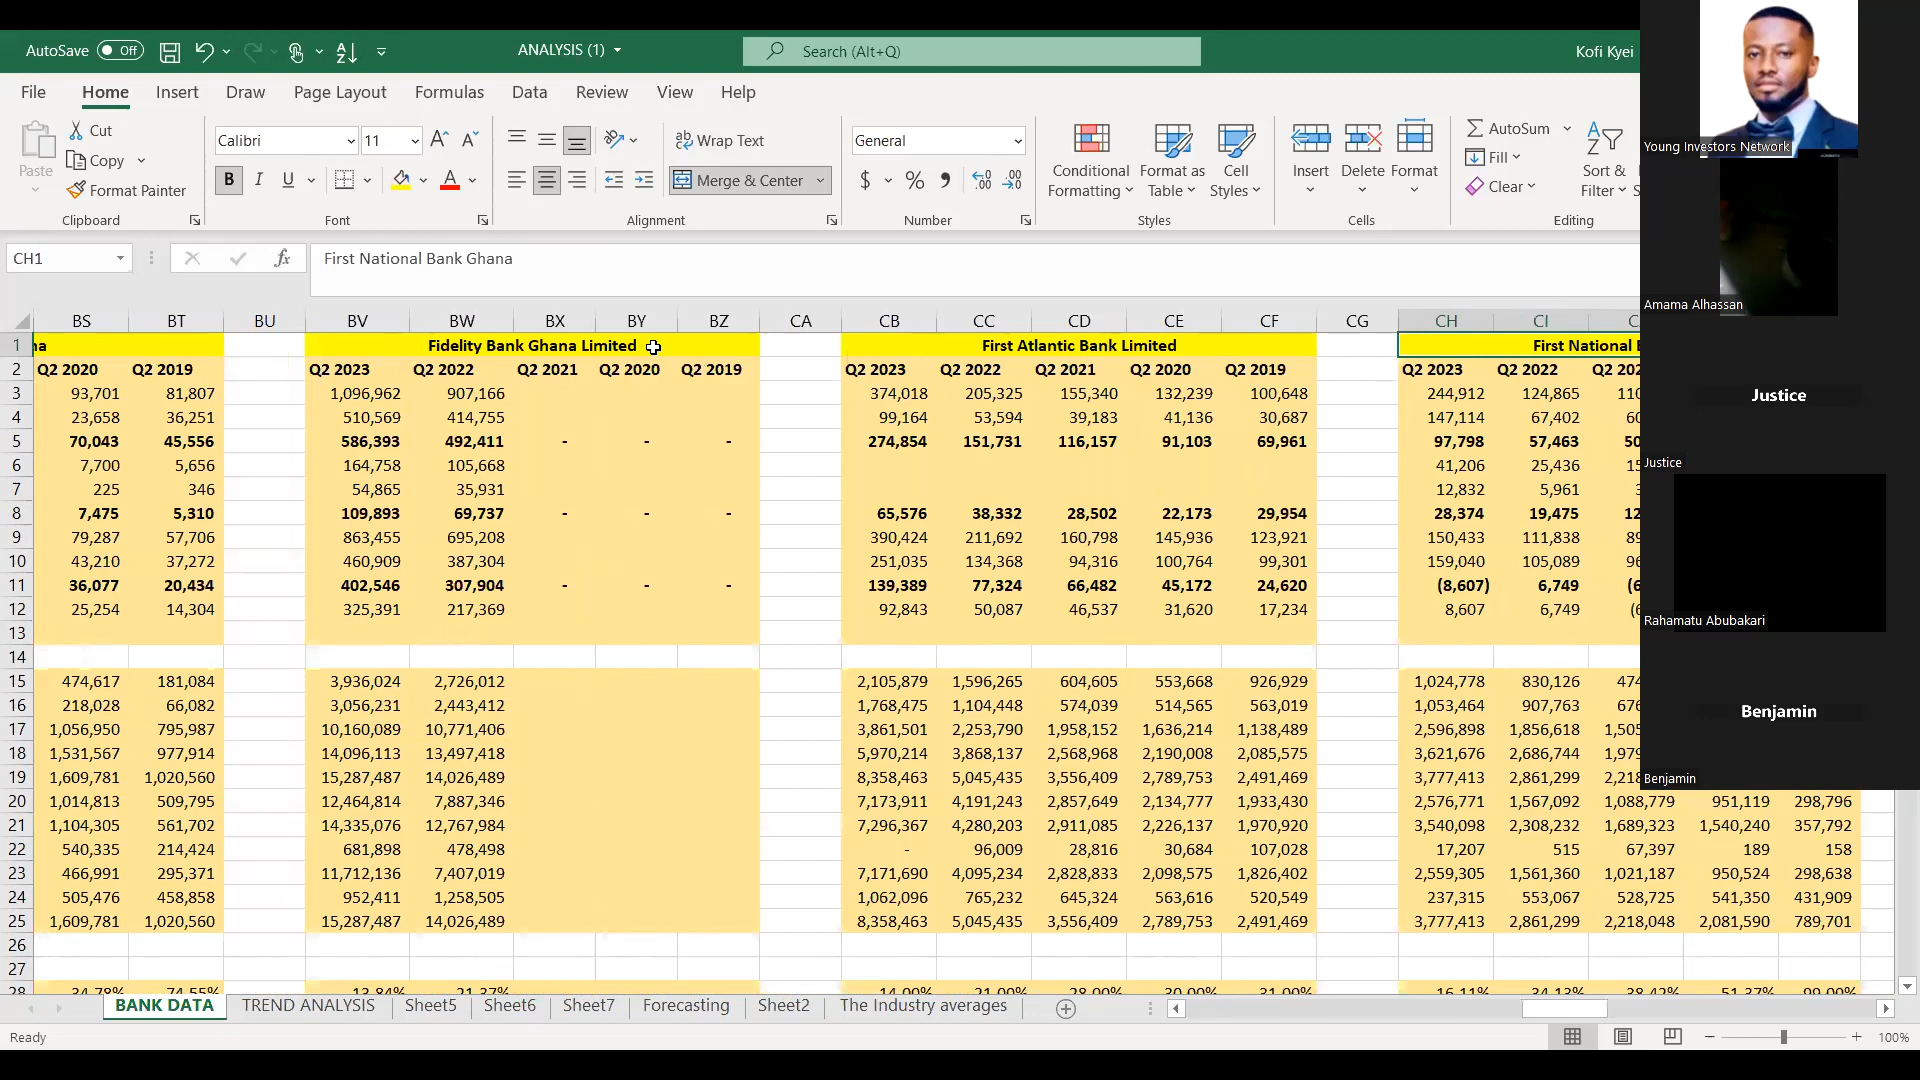 AutoSave Off ANALYSIS (1) Search (Alt+Q) Kofi Kyei
File Home Insert Draw Page Layout Formulas Data Review View Help
Paste Cut Copy Format Painter Clipboard
Calibri 11 B I U A Font
ab Wrap Text Merge & Center Alignment
General $ % Number
Conditional Formatting Format as Table Cell Styles Styles
Insert Delete Format Cells
AutoSum Fill Clear Sort & Filter Editing
CH1 fx First National Bank Ghana
BS BT BU BV BW BX BY BZ CA CB CC CD CE CF CG CH CI
1 na Fidelity Bank Ghana Limited First Atlantic Bank Limited First National
2 Q2 2020 Q2 2019 Q2 2023 Q2 2022 Q2 2021 Q2 2020 Q2 2019 Q2 2023 Q2 2022 Q2 2021 Q2 2020 Q2 2019 Q2 2023 Q2 2022 Q2 202
3 93,701 81,807 1,096,962 907,166 374,018 205,325 155,340 132,239 100,648 244,912 124,865 110
4 23,658 36,251 510,569 414,755 99,164 53,594 39,183 41,136 30,687 147,114 67,402 60
5 70,043 45,556 586,393 492,411 - - - 274,854 151,731 116,157 91,103 69,961 97,798 57,463 50
6 7,700 5,656 164,758 105,668 41,206 25,436 15
7 225 346 54,865 35,931 12,832 5,961 3
8 7,475 5,310 109,893 69,737 - - - 65,576 38,332 28,502 22,173 29,954 28,374 19,475 12
9 79,287 57,706 863,455 695,208 390,424 211,692 160,798 145,936 123,921 150,433 111,838 89
10 43,210 37,272 460,909 387,304 251,035 134,368 94,316 100,764 99,301 159,040 105,089 96
11 36,077 20,434 402,546 307,904 - - - 139,389 77,324 66,482 45,172 24,620 (8,607) 6,749 (6
12 25,254 14,304 325,391 217,369 92,843 50,087 46,537 31,620 17,234 8,607 6,749 (6
13
14
15 474,617 181,084 3,936,024 2,726,012 2,105,879 1,596,265 604,605 553,668 926,929 1,024,778 830,126 474
16 218,028 66,082 3,056,231 2,443,412 1,768,475 1,104,448 574,039 514,565 563,019 1,053,464 907,763 676
17 1,056,950 795,987 10,160,089 10,771,406 3,861,501 2,253,790 1,958,152 1,636,214 1,138,489 2,596,898 1,856,618 1,505
18 1,531,567 977,914 14,096,113 13,497,418 5,970,214 3,868,137 2,568,968 2,190,008 2,085,575 3,621,676 2,686,744 1,979
19 1,609,781 1,020,560 15,287,487 14,026,489 8,358,463 5,045,435 3,556,409 2,789,753 2,491,469 3,777,413 2,861,299 2,218
20 1,014,813 509,795 12,464,814 7,887,346 7,173,911 4,191,243 2,857,649 2,134,777 1,933,430 2,576,771 1,567,092 1,088,779 951,119 298,796
21 1,104,305 561,702 14,335,076 12,767,984 7,296,367 4,280,203 2,911,085 2,226,137 1,970,920 3,540,098 2,308,232 1,689,323 1,540,240 357,792
22 540,335 214,424 681,898 478,498 - 96,009 28,816 30,684 107,028 17,207 515 67,397 189 158
23 466,991 295,371 11,712,136 7,407,019 7,171,690 4,095,234 2,828,833 2,098,575 1,826,402 2,559,305 1,561,360 1,021,187 950,524 298,638
24 505,476 458,858 952,411 1,258,505 1,062,096 765,232 645,324 563,616 520,549 237,315 553,067 528,725 541,350 431,909
25 1,609,781 1,020,560 15,287,487 14,026,489 8,358,463 5,045,435 3,556,409 2,789,753 2,491,469 3,777,413 2,861,299 2,218,048 2,081,590 789,701
26
27
28 34.78% 74.55% 13.84% 21.37% 14.00% 21.00% 28.00% 30.00% 31.00% 16.11% 34.13% 38.42% 51.37% 99.00%
BANK DATA TREND ANALYSIS Sheet5 Sheet6 Sheet7 Forecasting Sheet2 The Industry averages
Ready 100%
Young Investors Network
Amama Alhassan
Justice
Justice
Rahamatu Abubakari
Benjamin
Benjamin